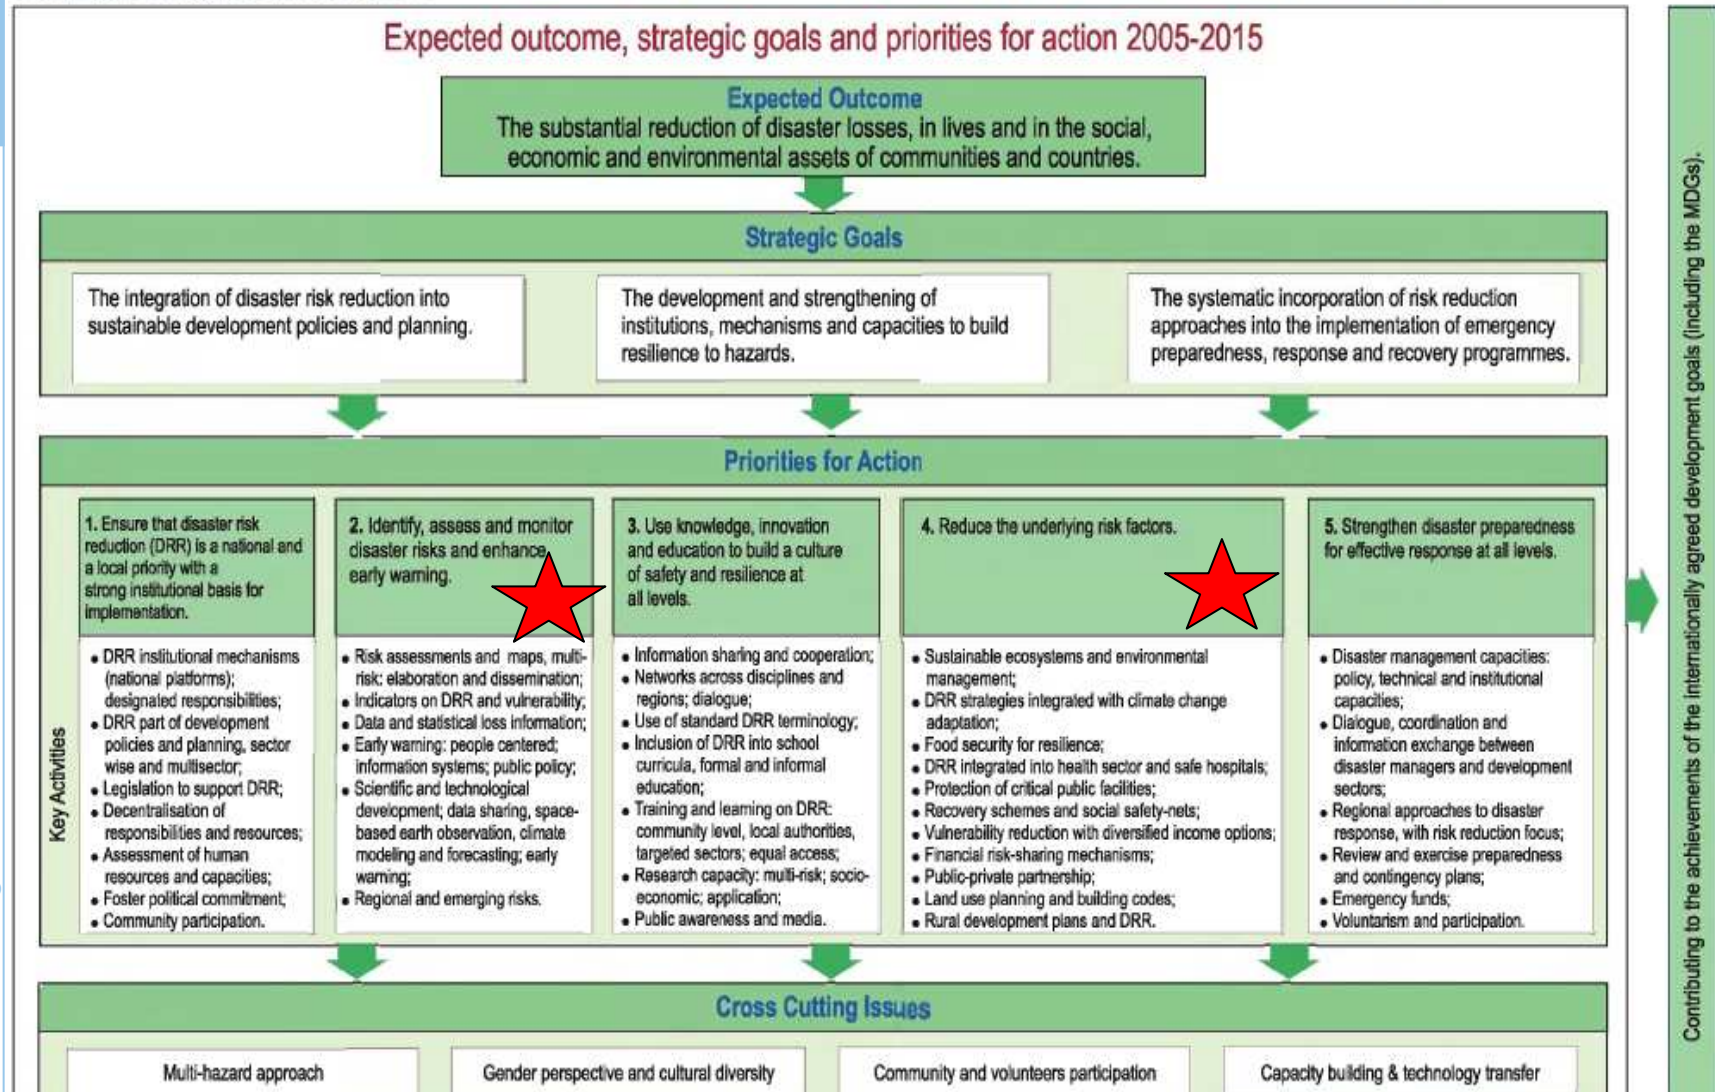 Expected outcome, strategic goals and priorities for action 2005-2015
Expected Outcome
The substantial reduction of disaster losses, in lives and in the social,
economic and environmental assets of communities and countries.
Strategic Goals
The integration of disaster risk reduction into
sustainable development policies and planning.
The development and strengthening of
institutions, mechanisms and capacities to build
resilience to hazards.
The systematic incorporation of risk reduction
approaches into the implementation of emergency
preparedness, response and recovery programmes.
Priorities for Action
1. Ensure that disaster risk
reduction (DRR) is a national and
a local priority with a
strong institutional basis for
implementation.
2. Identify, assess and monitor
disaster risks and enhance
early warning.
3. Use knowledge, innovation
and education to build a culture
of safety and resilience at
all levels.
4. Reduce the underlying risk factors.
5. Strengthen disaster preparedness
for effective response at all levels.
Key Activities
• DRR institutional mechanisms
(national platforms);
designated responsibilities;
• DRR part of development
policies and planning, sector
wise and multisector;
• Legislation to support DRR;
• Decentralisation of
responsibilities and resources;
• Assessment of human
resources and capacities;
• Foster political commitment;
• Community participation.
• Risk assessments and maps, multi-
risk: elaboration and dissemination;
• Indicators on DRR and vulnerability;
• Data and statistical loss information;
• Early warning: people centered;
information systems; public policy;
• Scientific and technological
development; data sharing, space-
based earth observation, climate
modeling and forecasting; early
warning;
• Regional and emerging risks.
• Information sharing and cooperation;
• Networks across disciplines and
regions; dialogue;
• Use of standard DRR terminology;
• Inclusion of DRR into school
curricula, formal and informal
education;
• Training and learning on DRR:
community level, local authorities,
targeted sectors; equal access;
• Research capacity: multi-risk; socio-
economic; application;
• Public awareness and media.
• Sustainable ecosystems and environmental
management;
• DRR strategies integrated with climate change
adaptation;
• Food security for resilience;
• DRR integrated into health sector and safe hospitals;
• Protection of critical public facilities;
• Recovery schemes and social safety-nets;
• Vulnerability reduction with diversified income options;
• Financial risk-sharing mechanisms;
• Public-private partnership;
• Land use planning and building codes;
• Rural development plans and DRR.
• Disaster management capacities:
policy, technical and institutional
capacities;
• Dialogue, coordination and
information exchange between
disaster managers and development
sectors;
• Regional approaches to disaster
response, with risk reduction focus;
• Review and exercise preparedness
and contingency plans;
• Emergency funds;
• Voluntarism and participation.
Cross Cutting Issues
Multi-hazard approach
Gender perspective and cultural diversity
Community and volunteers participation
Capacity building & technology transfer
Contributing to the achievements of the internationally agreed development goals (including the MDGs).